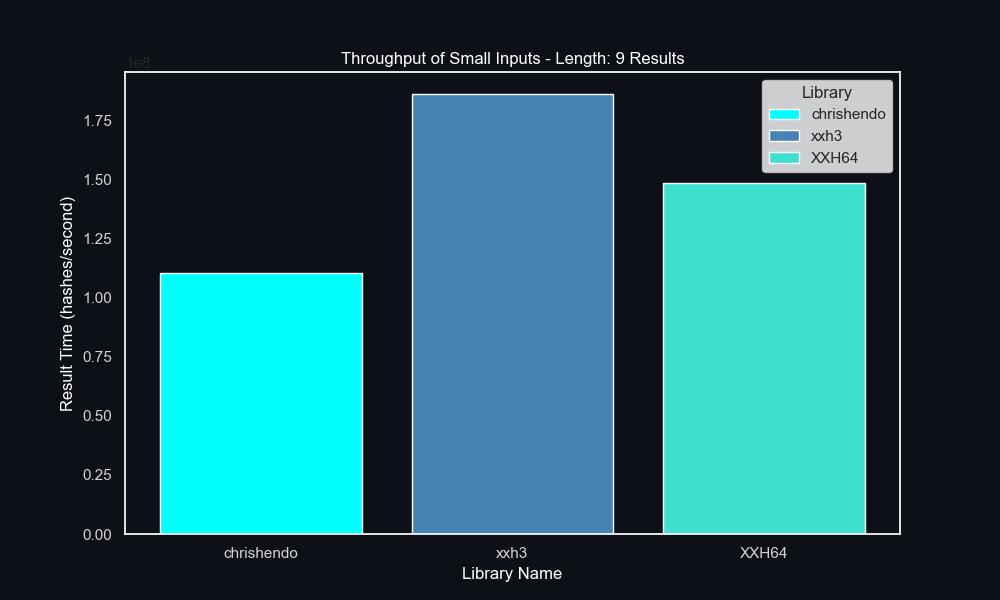 Throughput of Small Inputs - Length: 9 Results
1e8
Library
chrishendo
xxh3
XXH64
1.75
1.50
1.25
1.00
0.75
0.50
0.25
0.00
Result Time (hashes/second)
chrishendo
xxh3
XXH64
Library Name